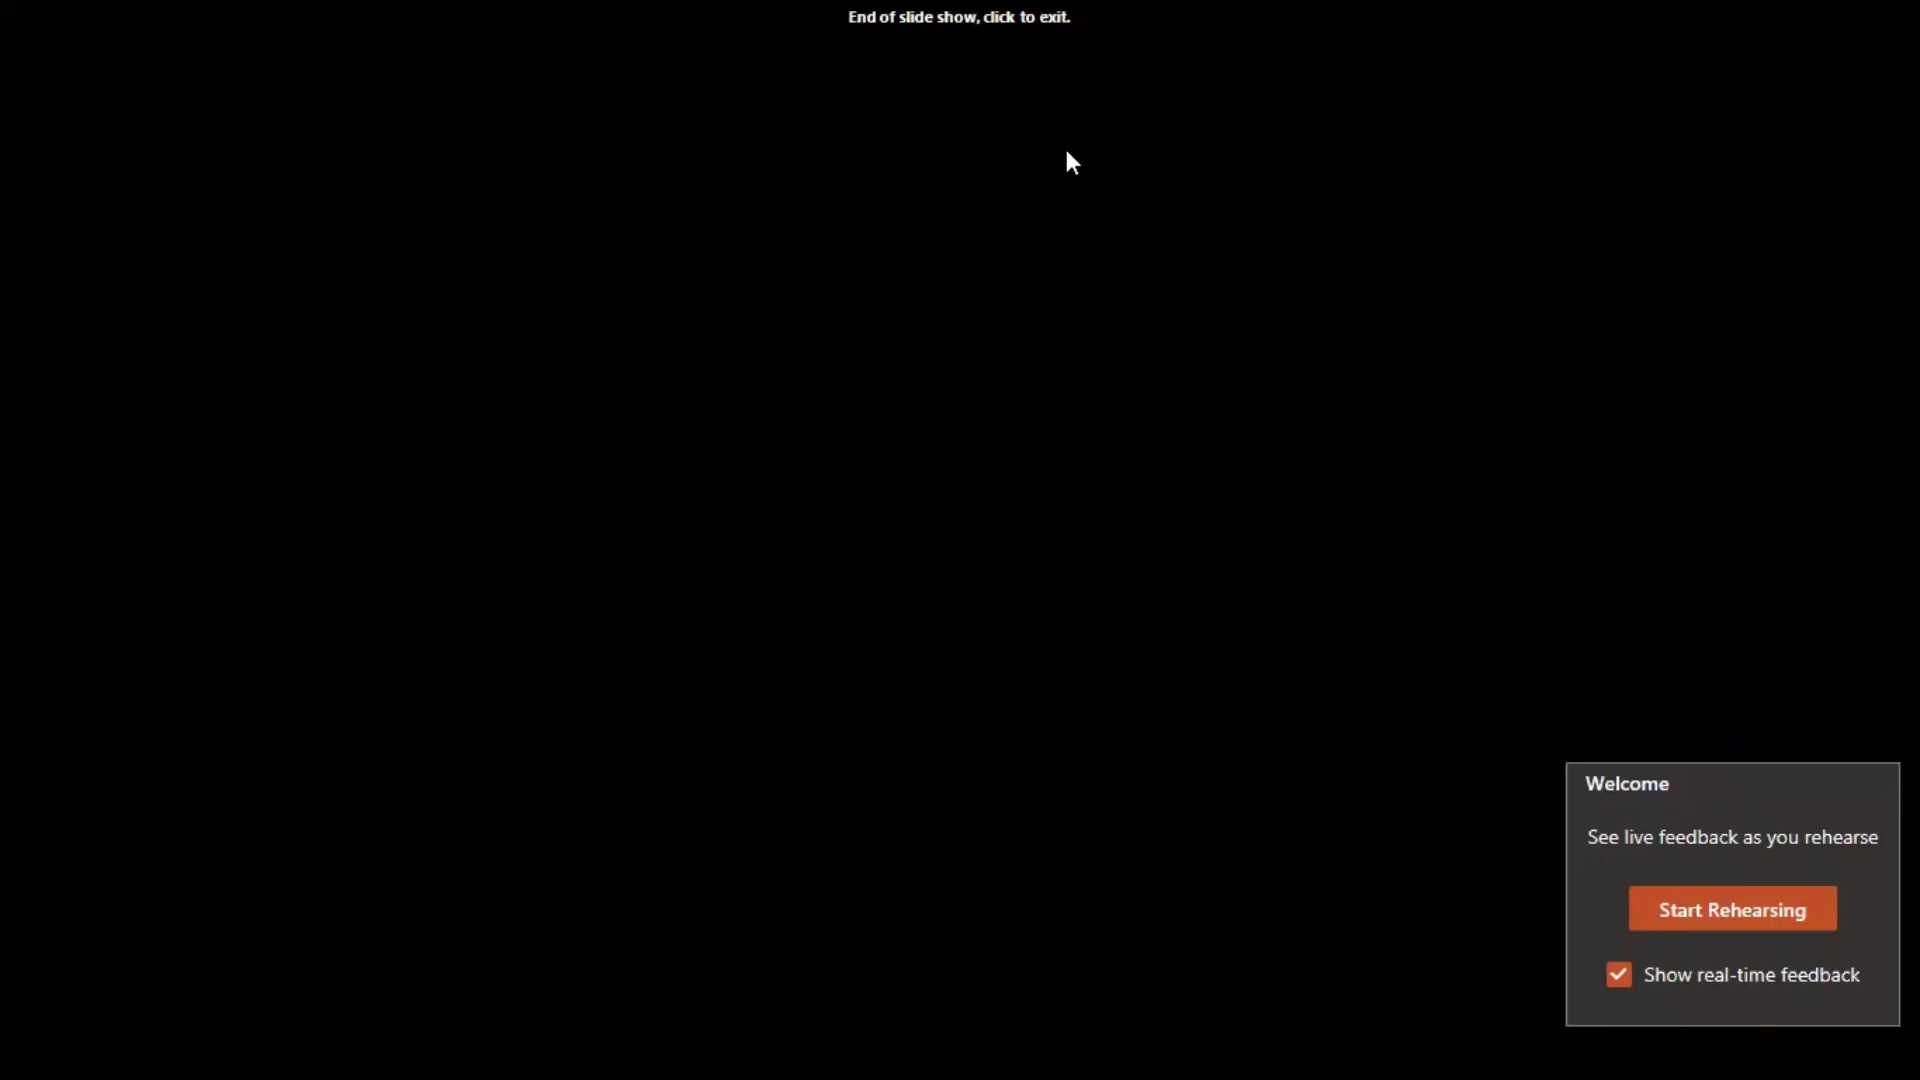 End of slide show, click to exit.
Welcome
See live feedback as you rehearse
Start Rehearsing
Show real-time feedback